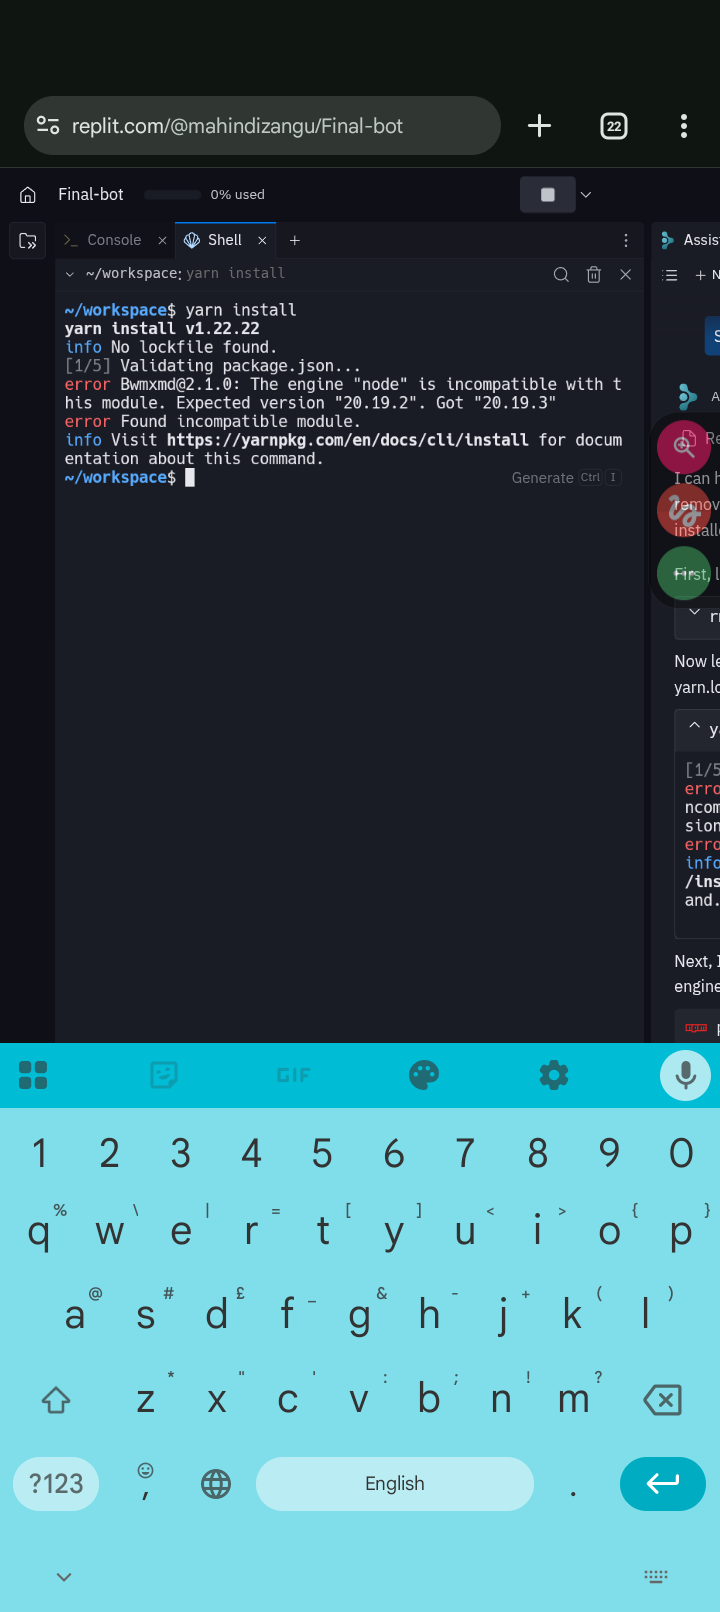 replit.com/@mahindizangu/Final-bot
22
Final-bot
0% used
Console
Shell
Assis
~/workspace: yarn install
N
~/workspace$ yarn install
yarn install v1.22.22
info No lockfile found.
[1/5] Validating package.json...
error Bwmxmd@2.1.0: The engine "node" is incompatible with t
his module. Expected version "20.19.2". Got "20.19.3"
error Found incompatible module.
info Visit https://yarnpkg.com/en/docs/cli/install for docum
entation about this command.
~/workspace$
Generate Ctrl I
S
A
Re
I can h
remov
install
First, l
Now le
yarn.lo
[1/5
erro
ncom
sion
erro
info
/ins
and.
Next, I
engine
GIF
1 2 3 4 5 6 7 8 9 0
% \ | = [ ] < > { }
q w e r t y u i o p
@ # £ _ & - + ( )
a s d f g h j k l
* " ' : ; ! ?
z x c v b n m
?123 , English .